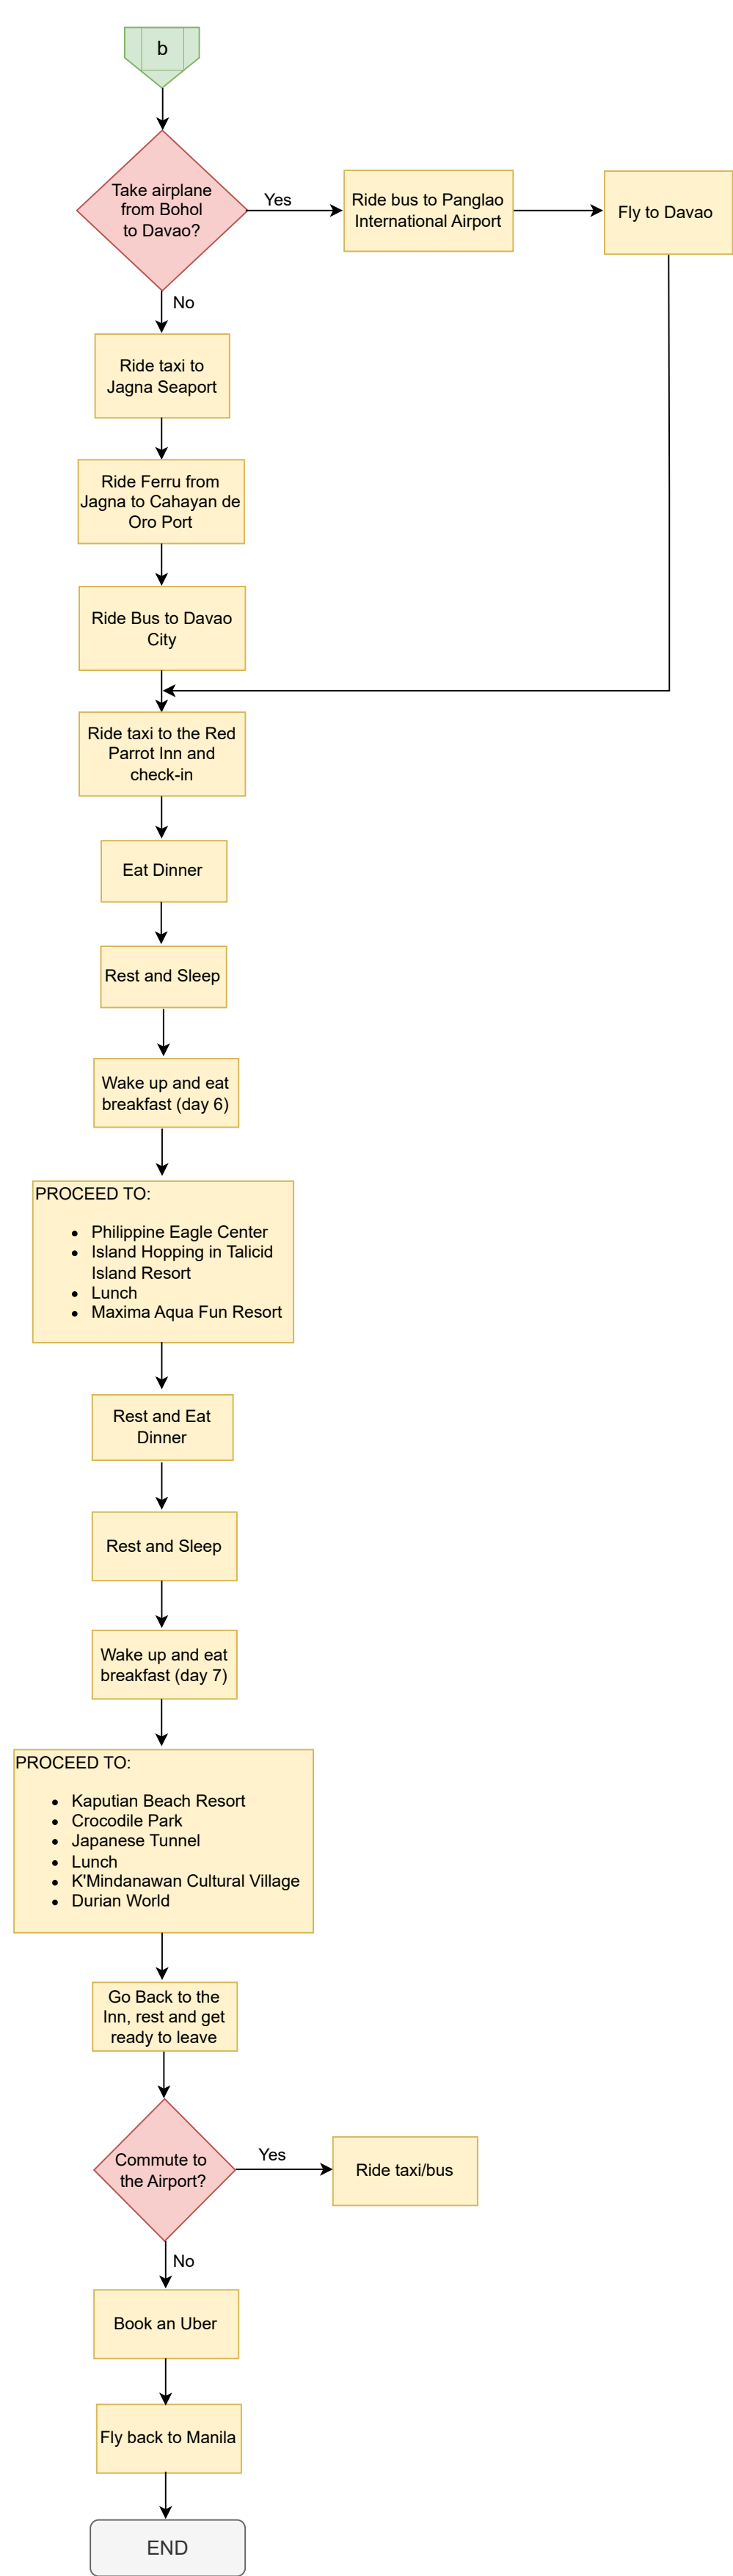 b
Take airplane
from Bohol
to Davao?
Yes
Ride bus to Panglao
International Airport
Fly to Davao
No
Ride taxi to
Jagna Seaport
Ride Ferru from
Jagna to Cahayan de
Oro Port
Ride Bus to Davao
City
Ride taxi to the Red
Parrot Inn and
check-in
Eat Dinner
Rest and Sleep
Wake up and eat
breakfast (day 6)
PROCEED TO:
• Philippine Eagle Center
• Island Hopping in Talicid
Island Resort
• Lunch
• Maxima Aqua Fun Resort
Rest and Eat
Dinner
Rest and Sleep
Wake up and eat
breakfast (day 7)
PROCEED TO:
• Kaputian Beach Resort
• Crocodile Park
• Japanese Tunnel
• Lunch
• K'Mindanawan Cultural Village
• Durian World
Go Back to the
Inn, rest and get
ready to leave
Commute to
the Airport?
Yes
Ride taxi/bus
No
Book an Uber
Fly back to Manila
END